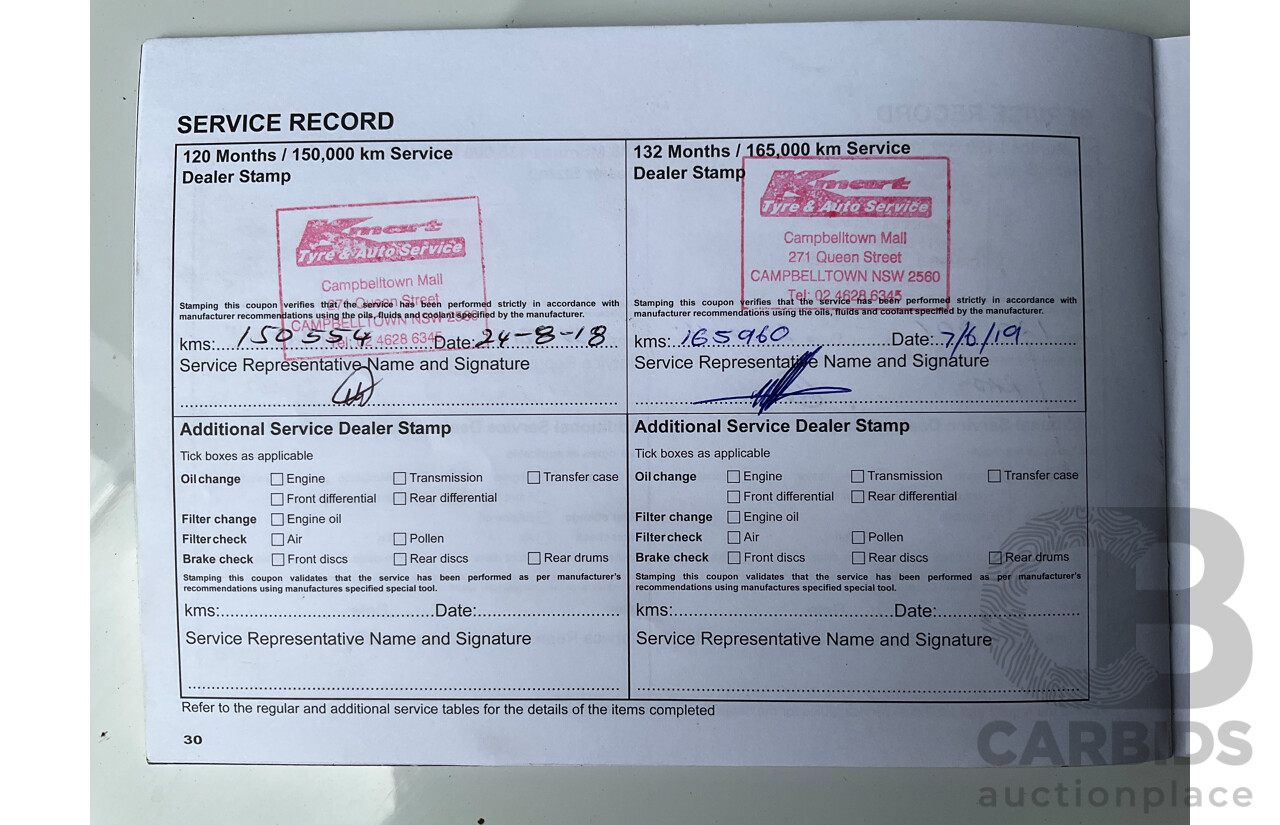 SERVICE RECORD
120 Months / 150,000 km Service
Dealer Stamp
Kmart
Tyre & Auto Service
Campbelltown Mall
271 Queen Street
CAMPBELLTOWN NSW 2560
Tel: 02 4628 6345
Stamping this coupon verifies that the service has been performed strictly in accordance with
manufacturer recommendations using the oils, fluids and coolant specified by the manufacturer.
kms: 150554 Date: 24-8-18
Service Representative Name and Signature
Additional Service Dealer Stamp
Tick boxes as applicable
Oil change Engine Transmission Transfer case
Front differential Rear differential
Filter change Engine oil
Filter check Air Pollen
Brake check Front discs Rear discs Rear drums
Stamping this coupon validates that the service has been performed as per manufacturer's
recommendations using manufactures specified special tool.
kms: Date:
Service Representative Name and Signature
132 Months / 165,000 km Service
Dealer Stamp
Kmart
Tyre & Auto Service
Campbelltown Mall
271 Queen Street
CAMPBELLTOWN NSW 2560
Tel: 02 4628 6345
Stamping this coupon verifies that the service has been performed strictly in accordance with
manufacturer recommendations using the oils, fluids and coolant specified by the manufacturer.
kms: 165960 Date: 7/6/19
Service Representative Name and Signature
Additional Service Dealer Stamp
Tick boxes as applicable
Oil change Engine Transmission Transfer case
Front differential Rear differential
Filter change Engine oil
Filter check Air Pollen
Brake check Front discs Rear discs Rear drums
Stamping this coupon validates that the service has been performed as per manufacturer's
recommendations using manufactures specified special tool.
kms: Date:
Service Representative Name and Signature
Refer to the regular and additional service tables for the details of the items completed
30
CARBIDS
auctionplace